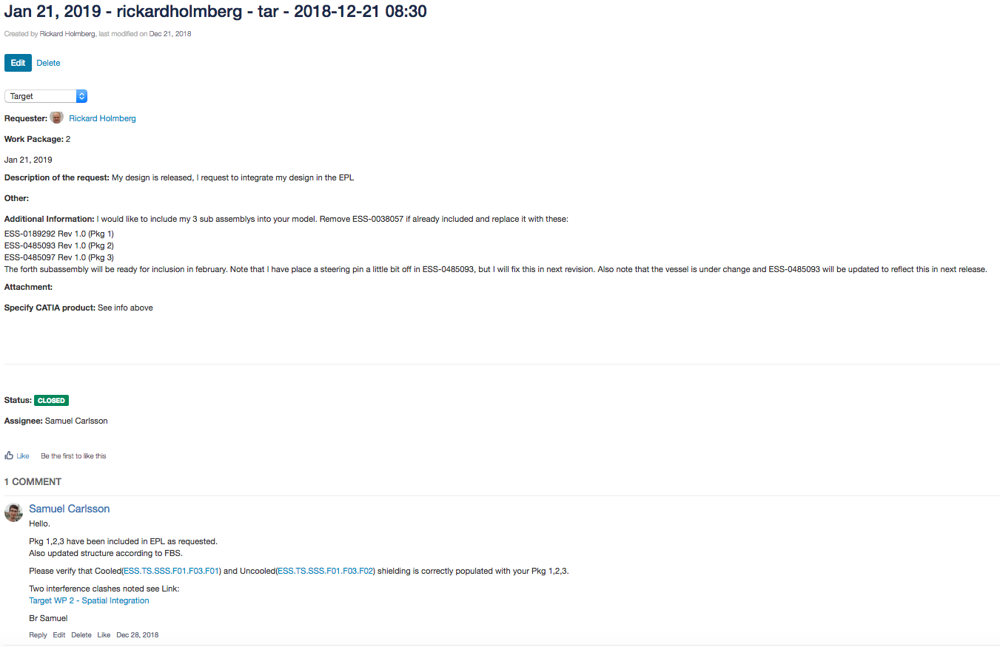 Jan 21, 2019 - rickardholmberg - tar - 2018-12-21 08:30
Created by Rickard Holmberg, last modified on Dec 21, 2018
Edit Delete
Target
Requester: Rickard Holmberg
Work Package: 2
Jan 21, 2019
Description of the request: My design is released, I request to integrate my design in the EPL
Other:
Additional Information: I would like to include my 3 sub assemblys into your model. Remove ESS-0038057 if already included and replace it with these:
ESS-0189292 Rev 1.0 (Pkg 1)
ESS-0485093 Rev 1.0 (Pkg 2)
ESS-0485097 Rev 1.0 (Pkg 3)
The forth subassembly will be ready for inclusion in february. Note that I have place a steering pin a little bit off in ESS-0485093, but I will fix this in next revision. Also note that the vessel is under change and ESS-0485093 will be updated to reflect this in next release.
Attachment:
Specify CATIA product: See info above
Status: CLOSED
Assignee: Samuel Carlsson
Like Be the first to like this
1 COMMENT
Samuel Carlsson
Hello.
Pkg 1,2,3 have been included in EPL as requested.
Also updated structure according to FBS.
Please verify that Cooled(ESS.TS.SSS.F01.F03.F01) and Uncooled(ESS.TS.SSS.F01.F03.F02) shielding is correctly populated with your Pkg 1,2,3.
Two interference clashes noted see Link:
Target WP 2 - Spatial Integration
Br Samuel
Reply Edit Delete Like Dec 28, 2018